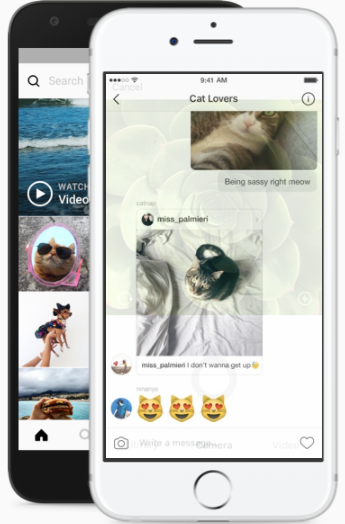 Search
WATCH
Video
9:41 AM
Cancel
Cat Lovers
Being sassy right meow
catnap
miss_palmieri
miss_palmieri I don't wanna get up
Write a message
Camera
Video